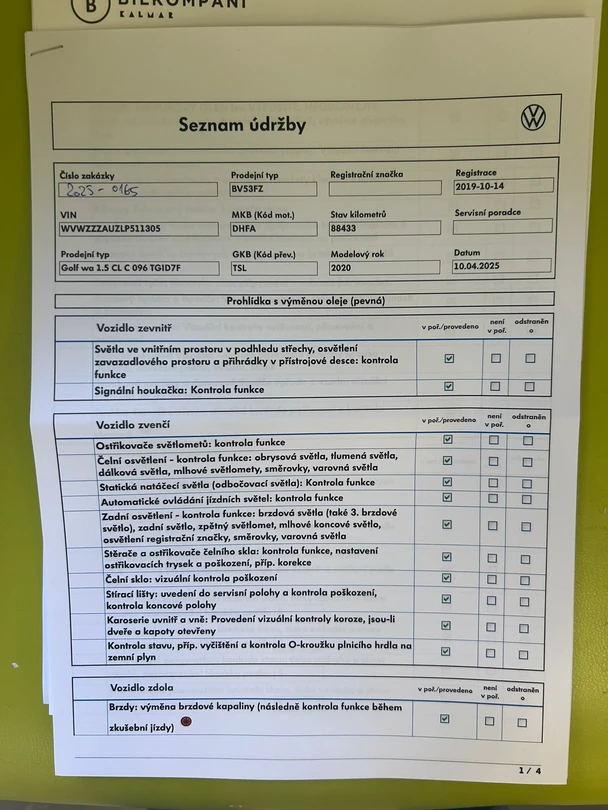 B BILKOMPANI
KALMAR
Seznam údržby
Číslo zakázky Prodejní typ Registrační značka Registrace
2025 - 0165 BV53FZ 2019-10-14
VIN MKB (Kód mot.) Stav kilometrů Servisní poradce
WVWZZZAUZLP511305 DHFA 88433
Prodejní typ GKB (Kód přev.) Modelový rok Datum
Golf wa 1.5 CL C 096 TGID7F TSL 2020 10.04.2025
Prohlídka s výměnou oleje (pevná)
Vozidlo zevnitř v poř./provedeno není v poř. odstraněn o
Světla ve vnitřním prostoru v podhledu střechy, osvětlení
zavazadlového prostoru a přihrádky v přístrojové desce: kontrola
funkce
Signální houkačka: Kontrola funkce
Vozidlo zvenčí v poř./provedeno není v poř. odstraněn o
Ostřikovače světlometů: kontrola funkce
Čelní osvětlení - kontrola funkce: obrysová světla, tlumená světla,
dálková světla, mlhové světlomety, směrovky, varovná světla
Statická natáčecí světla (odbočovací světla): Kontrola funkce
Automatické ovládání jízdních světel: kontrola funkce
Zadní osvětlení - kontrola funkce: brzdová světla (také 3. brzdové
světlo), zadní světlo, zpětný světlomet, mlhové koncové světlo,
osvětlení registrační značky, směrovky, varovná světla
Stěrače a ostřikovače čelního skla: kontrola funkce, nastavení
ostřikovacích trysek a poškození, příp. korekce
Čelní sklo: vizuální kontrola poškození
Stírací lišty: uvedení do servisní polohy a kontrola poškození,
kontrola koncové polohy
Karoserie uvnitř a vně: Provedení vizuální kontroly koroze, jsou-li
dveře a kapoty otevřeny
Kontrola stavu, příp. vyčištění a kontrola O-kroužku plnicího hrdla na
zemní plyn
Vozidlo zdola v poř./provedeno není v poř. odstraněn o
Brzdy: výměna brzdové kapaliny (následně kontrola funkce během
zkušební jízdy)
1 / 4